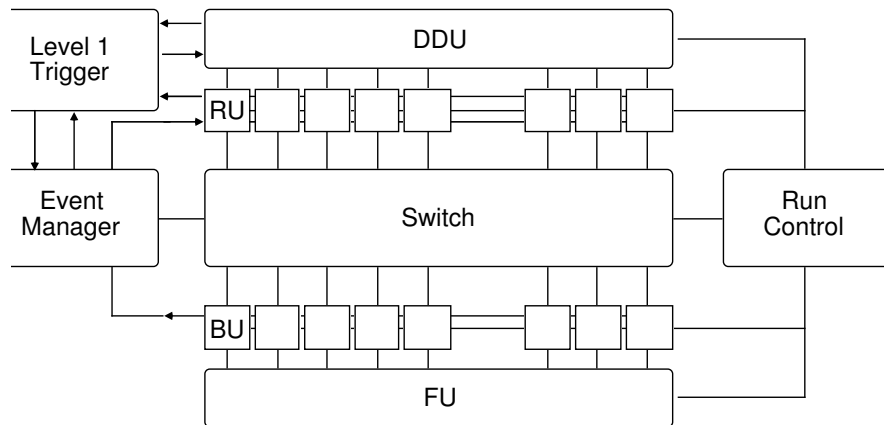 DDU
Level 1
Trigger
RU
Event
Manager
Switch
Run
Control
BU
FU